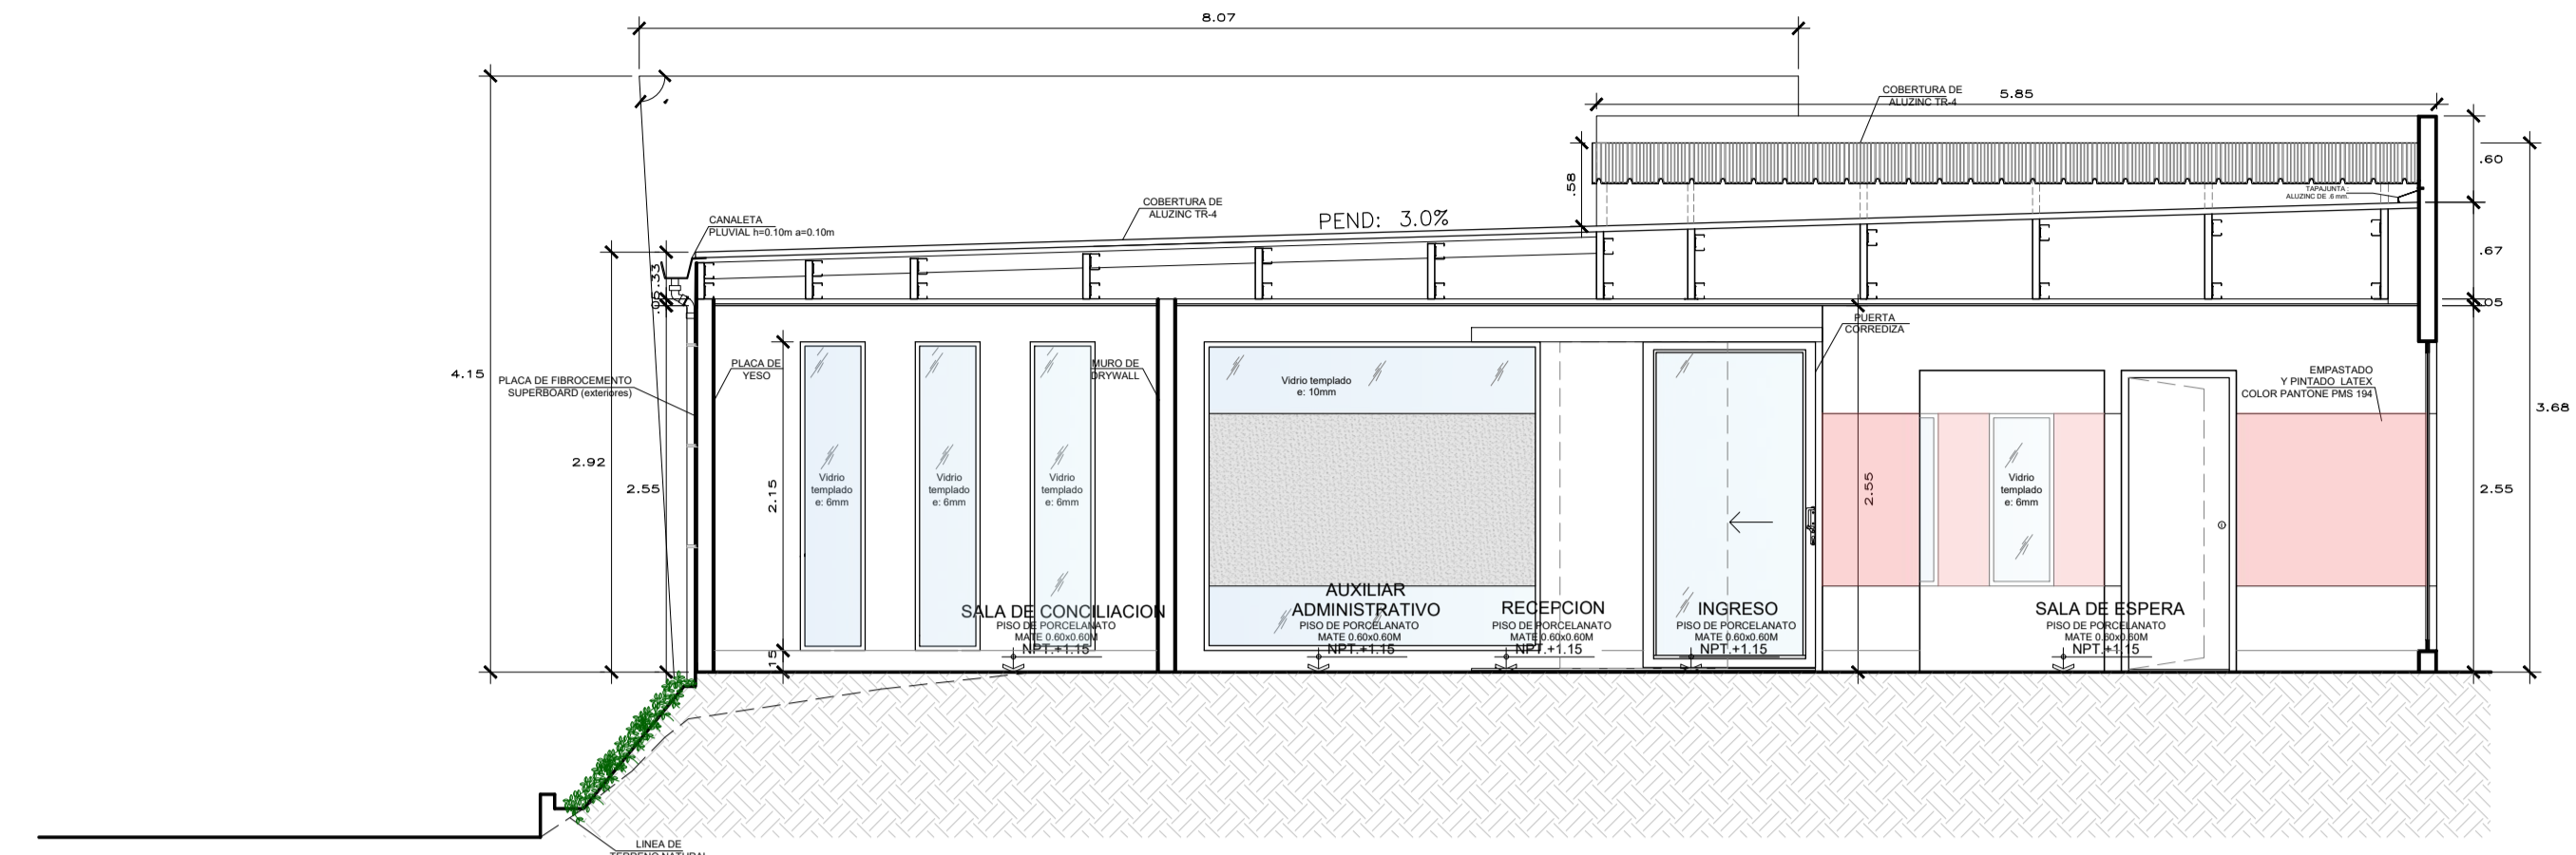 8.07
COBERTURA DE
ALUZINC TR-4
5.85
.60
.58
TAPAJUNTA :
ALUZINC DE .6 mm.
COBERTURA DE
ALUZINC TR-4
PEND: 3.0%
CANALETA
PLUVIAL h=0.10m a=0.10m
.67
.33
.05
.05
PUERTA
CORREDIZA
4.15
PLACA DE FIBROCEMENTO
SUPERBOARD (exteriores)
PLACA DE
YESO
MURO DE
DRYWALL
Vidrio templado
e: 10mm
EMPASTADO
Y PINTADO LATEX
COLOR PANTONE PMS 194
3.68
2.92
2.55
2.15
Vidrio
templado
e: 6mm
Vidrio
templado
e: 6mm
Vidrio
templado
e: 6mm
2.55
Vidrio
templado
e: 6mm
2.55
SALA DE CONCILIACION
PISO DE PORCELANATO
MATE 0.60x0.60M
NPT.+1.15
AUXILIAR
ADMINISTRATIVO
PISO DE PORCELANATO
MATE 0.60x0.60M
NPT.+1.15
RECEPCION
PISO DE PORCELANATO
MATE 0.60x0.60M
NPT.+1.15
INGRESO
PISO DE PORCELANATO
MATE 0.60x0.60M
NPT.+1.15
SALA DE ESPERA
PISO DE PORCELANATO
MATE 0.60x0.60M
NPT.+1.15
.15
LINEA DE
TERRENO NATURAL